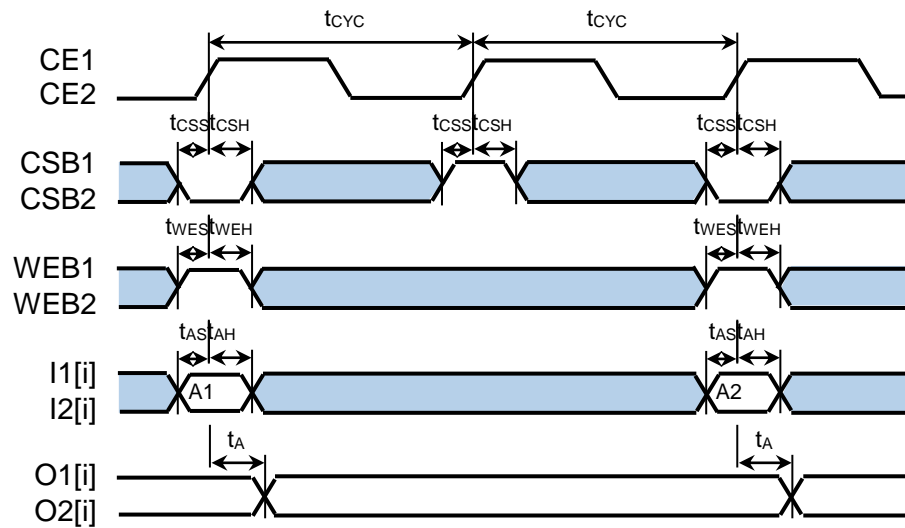 tCYC tCYC
CE1
CE2
tCSS tCSH tCSS tCSH tCSS tCSH
CSB1
CSB2
tWES tWEH tWES tWEH
WEB1
WEB2
tAS tAH tAS tAH
I1[i]
I2[i]
A1 A2
tA tA
O1[i]
O2[i]